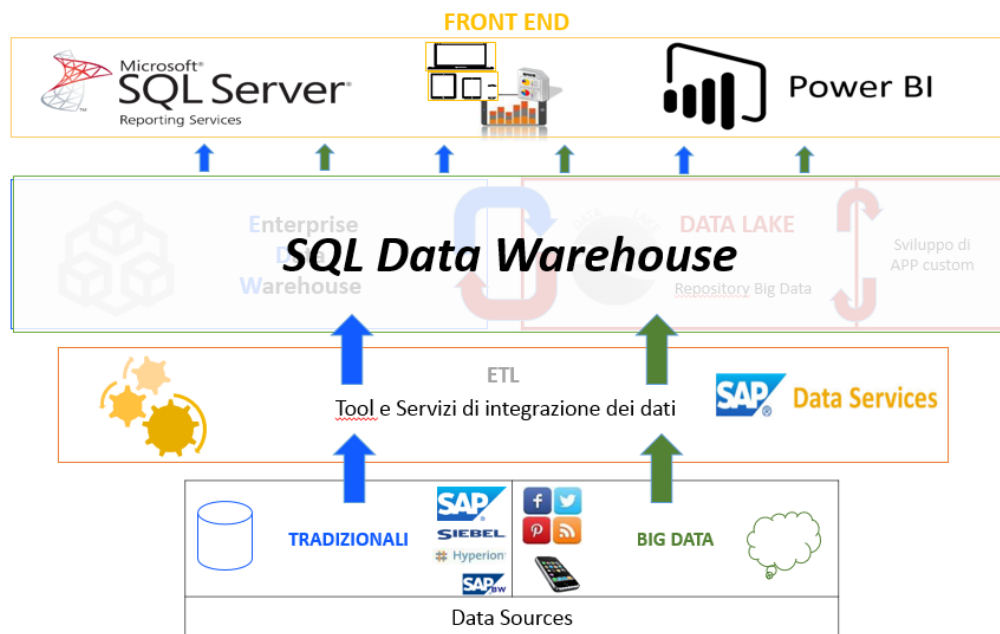 FRONT END
Microsoft®
SQL Server®
Reporting Services
Power BI
Enterprise
Data
Warehouse
SQL Data Warehouse
DATA LAKE
Repository Big Data
Sviluppo di
APP custom
ETL
Tool e Servizi di integrazione dei dati
SAP® Data Services
TRADIZIONALI
SAP®
SIEBEL
Hyperion
SAP BW
BIG DATA
Data Sources